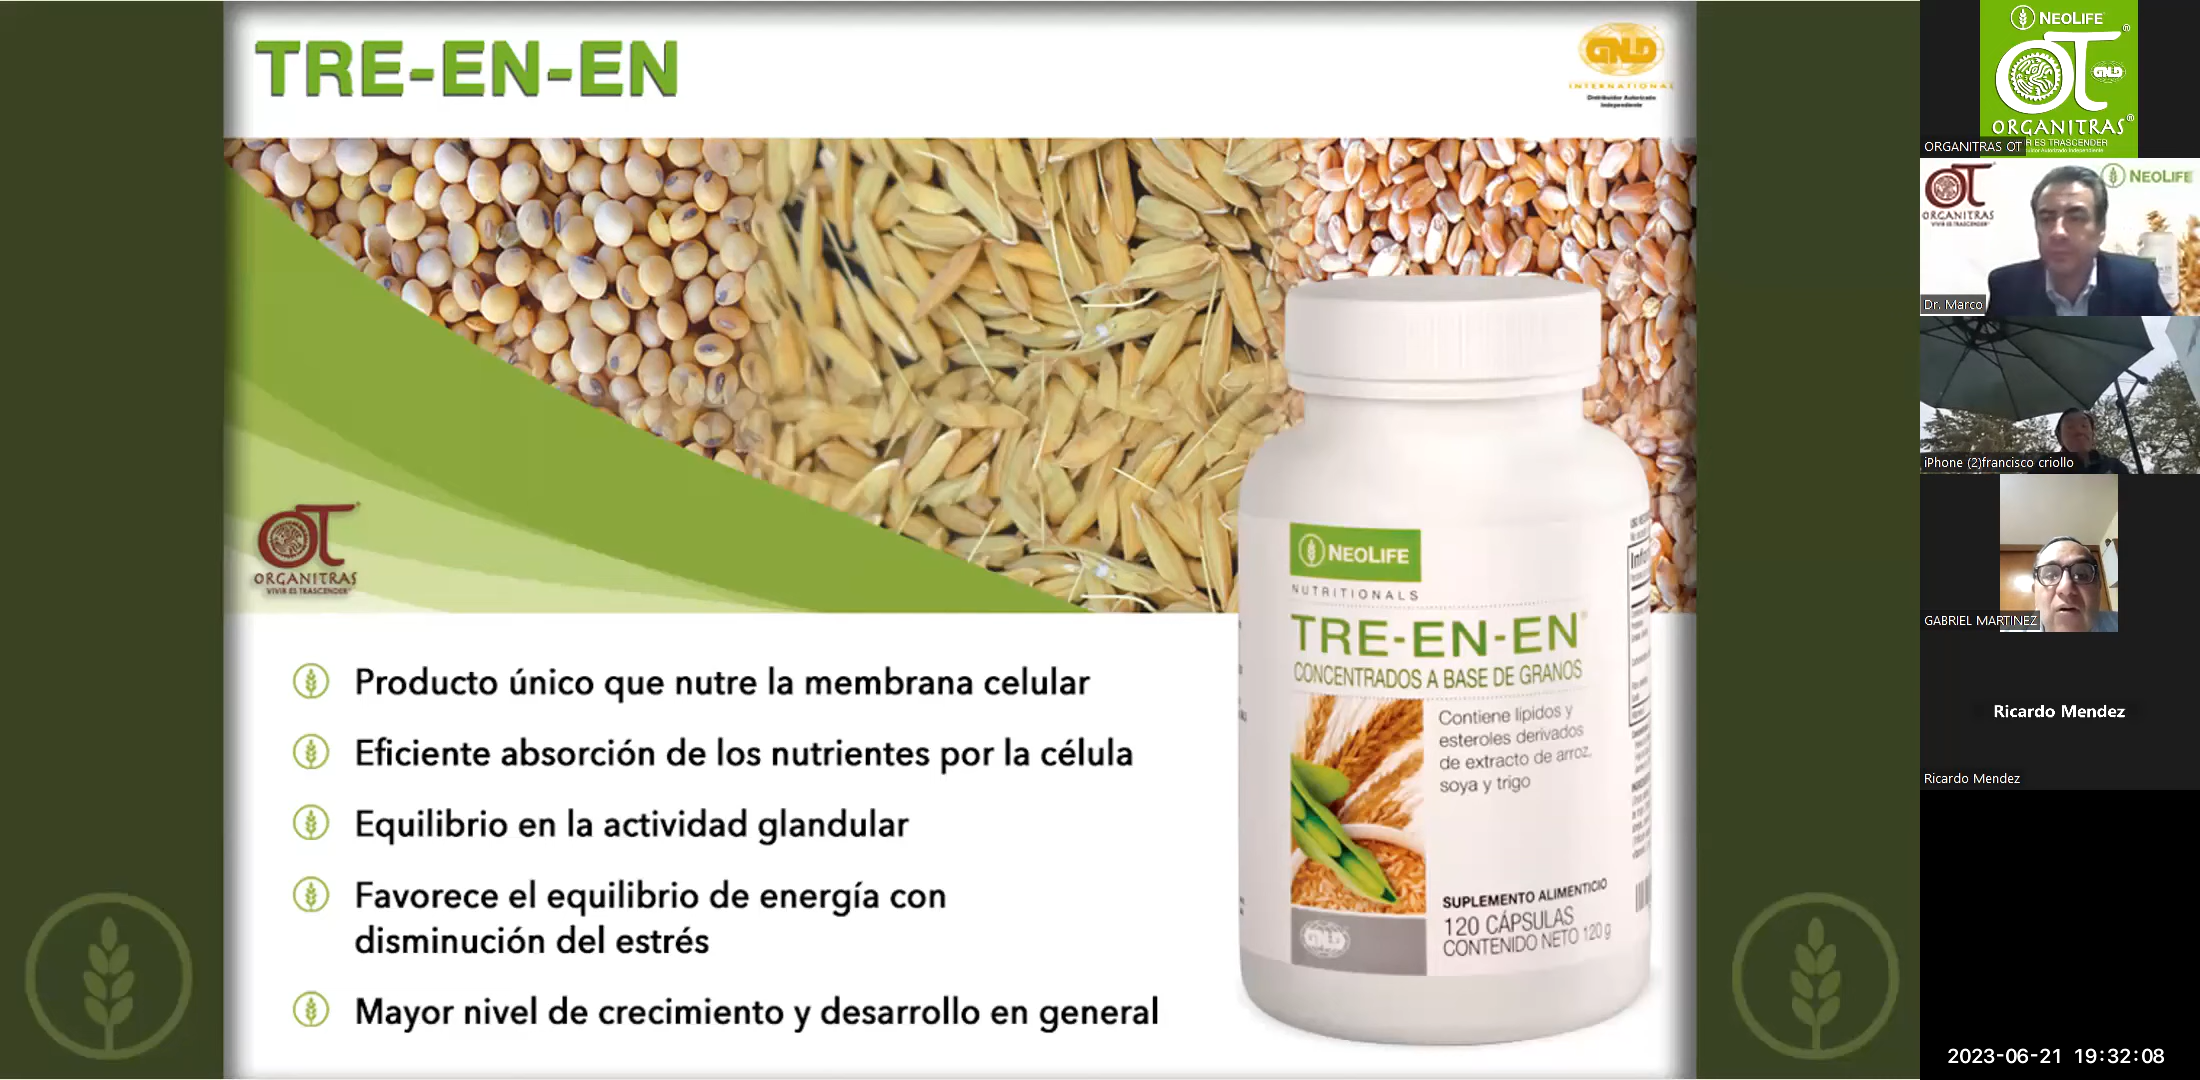 TRE-EN-EN
GNLD
INTERNATIONAL
Distribuidor Autorizado
Independiente
OT
ORGANITRAS
VIVIR ES TRASCENDER
NEOLIFE
NUTRITIONALS
TRE-EN-EN
CONCENTRADOS A BASE DE GRANOS
Contiene lípidos y
esteroles derivados
de extracto de arroz,
soya y trigo
SUPLEMENTO ALIMENTICIO
120 CÁPSULAS
CONTENIDO NETO 120 g
Producto único que nutre la membrana celular
Eficiente absorción de los nutrientes por la célula
Equilibrio en la actividad glandular
Favorece el equilibrio de energía con
disminución del estrés
Mayor nivel de crecimiento y desarrollo en general
NEOLIFE
OT
GNLD
ORGANITRAS
ORGANITRAS OT
R ES TRASCENDER
OT
ORGANITRAS
VIVIR ES TRASCENDER
NEOLIFE
Dr. Marco
iPhone (2)francisco criollo
GABRIEL MARTINEZ
Ricardo Mendez
Ricardo Mendez
2023-06-21 19:32:08